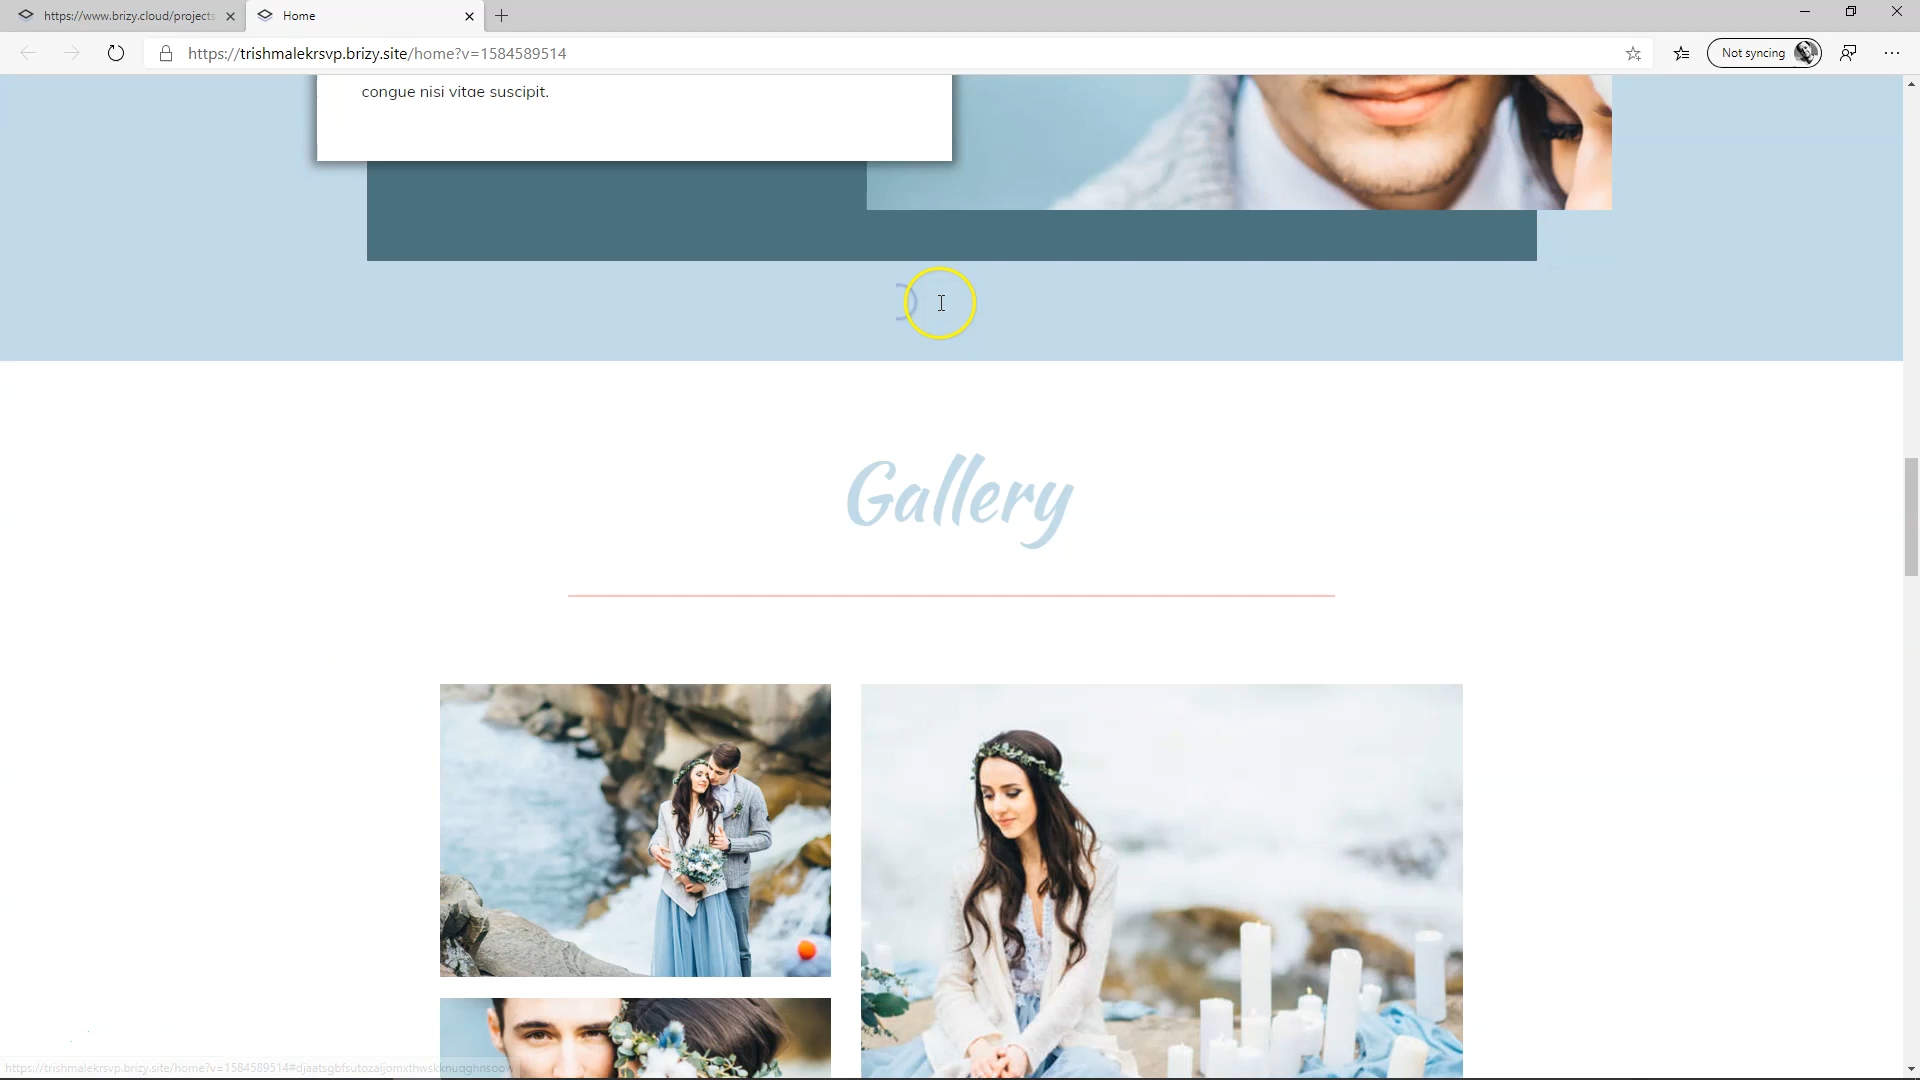 https://www.brizy.cloud/projects
Home
https://trishmalekrsvp.brizy.site/home?v=1584589514
Not syncing
congue nisi vitae suscipit.
Gallery
https://trishmalekrsvp.brizy.site/home?v=1584589514#djaatsgbfsutozaijomxthwskknuqghnsoow